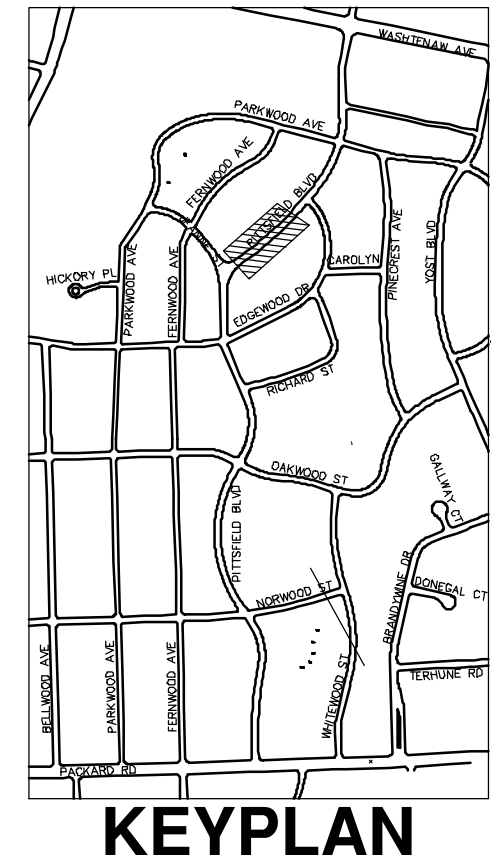 WASHTENAW AVE
PARKWOOD AVE
FERNWOOD AVE
PITTSFIELD BLVD
HICKORY PL
PARKWOOD AVE
FERNWOOD AVE
CAROLYN
PINECREST AVE
YOST BLVD
EDGEWOOD DR
RICHARD ST
OAKWOOD ST
GALLWAY CT
PITTSFIELD BLVD
NORWOOD ST
BRANDYWINE DR
DONEGAL CT
BELLWOOD AVE
PARKWOOD AVE
FERNWOOD AVE
WHITEWOOD ST
TERHUNE RD
PACKARD RD
KEYPLAN